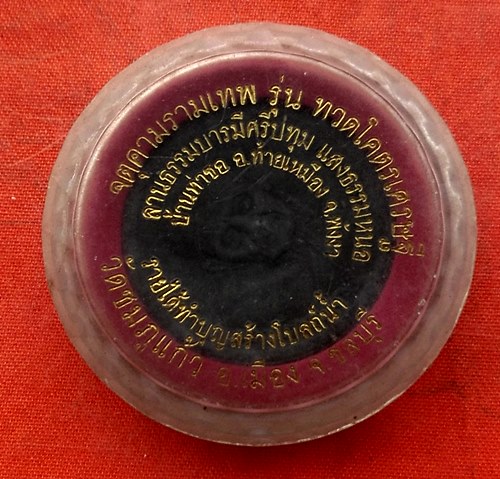 จตุคามรามเทพ รุ่น ทวดโคตรเศรษฐี
ลานธรรมบารมีศรีปทุม แสงธรรมเหนือ
บ้านท่าขอ อ.ท้ายเหมือง จ.พังงา
รายได้ทำบุญสร้างโบสถ์น้ำ
วัดชมภูแก้ว อ.เมือง จ.ชลบุรี